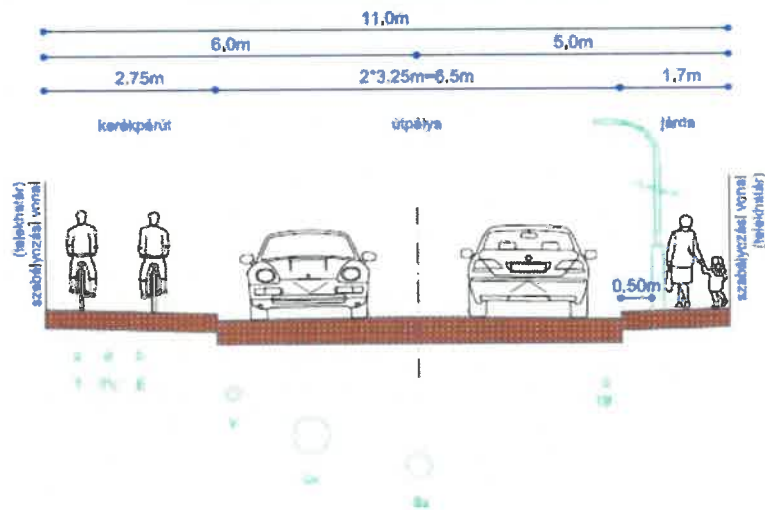 11,0m
6,0m
5,0m
2.75m
2*3.25m=6.5m
1.7m
kerékpárút
útpálya
járda
(telekhatár)
szabályozási vonal
szabályozási vonal
(telekhatár)
0,50m
E
V